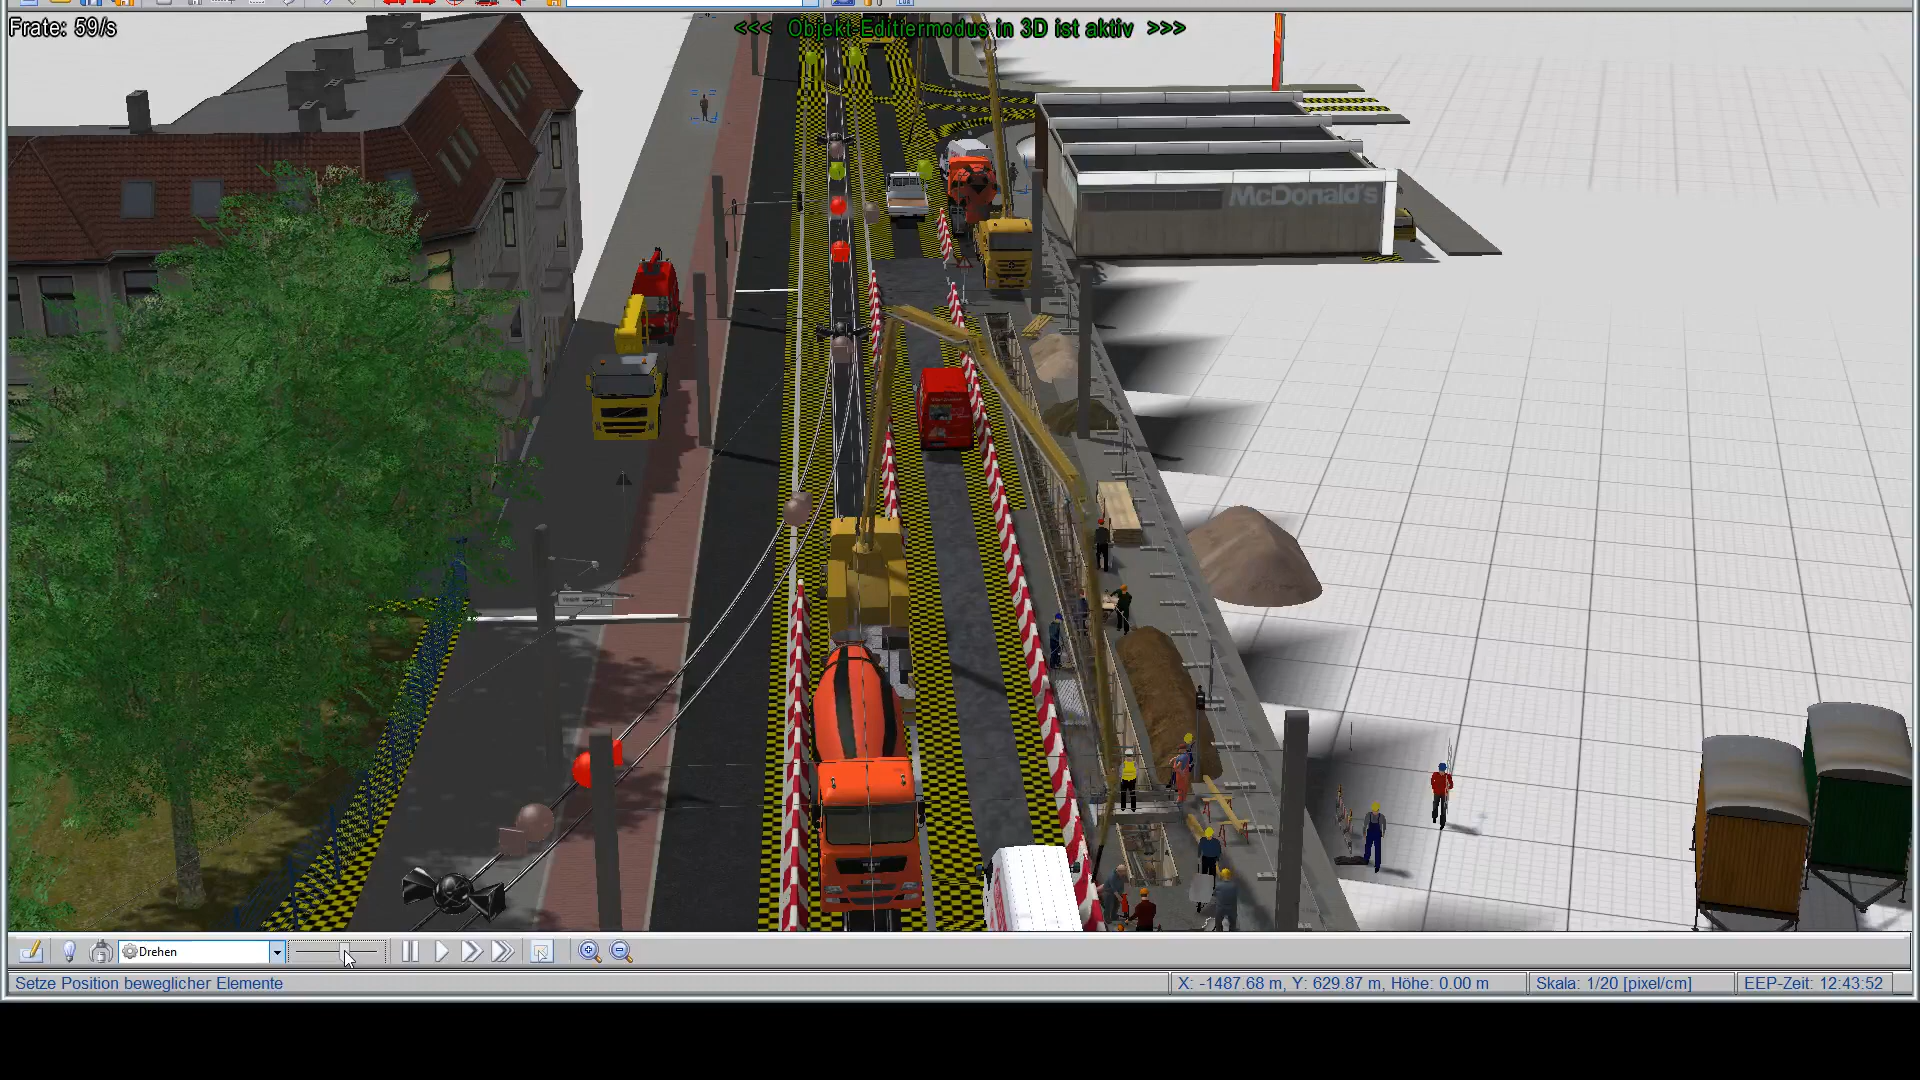 Frate: 59/s
<<< Objekt-Editiermodus in 3D ist aktiv >>>
McDonald's
Drehen
Setze Position beweglicher Elemente
X: -1487.68 m, Y: 629.87 m, Höhe: 0.00 m
Skala: 1/20 [pixel/cm]
EEP-Zeit: 12:43:52